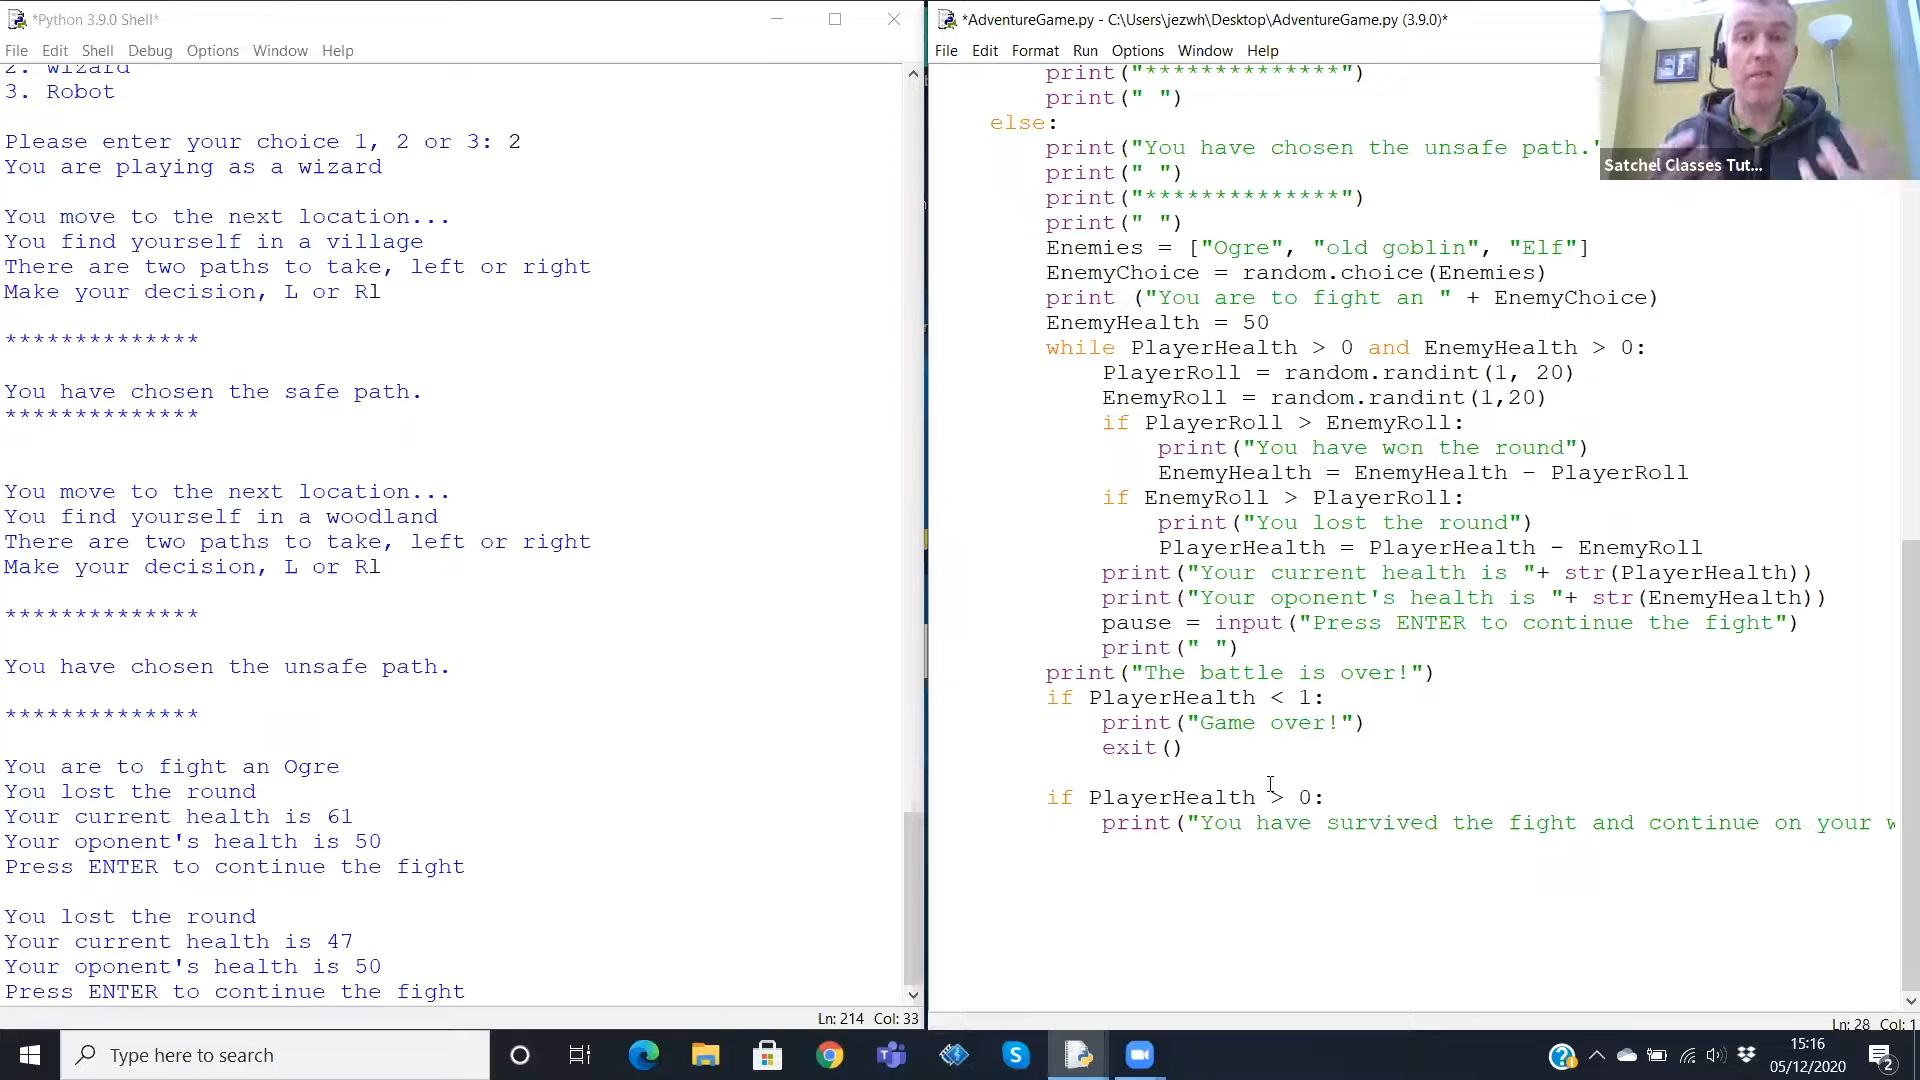 *Python 3.9.0 Shell*
File Edit Shell Debug Options Window Help
2. Wizard
3. Robot
Please enter your choice 1, 2 or 3: 2
You are playing as a wizard
You move to the next location...
You find yourself in a village
There are two paths to take, left or right
Make your decision, L or Rl
**************
You have chosen the safe path.
**************
You move to the next location...
You find yourself in a woodland
There are two paths to take, left or right
Make your decision, L or Rl
**************
You have chosen the unsafe path.
**************
You are to fight an Ogre
You lost the round
Your current health is 61
Your oponent's health is 50
Press ENTER to continue the fight
You lost the round
Your current health is 47
Your oponent's health is 50
Press ENTER to continue the fight
Ln: 214 Col: 33
*AdventureGame.py - C:\Users\jezwh\Desktop\AdventureGame.py (3.9.0)*
File Edit Format Run Options Window Help
print("**************")
print(" ")
else:
print("You have chosen the unsafe path."
print(" ")
print("**************")
print(" ")
Enemies = ["Ogre", "old goblin", "Elf"]
EnemyChoice = random.choice(Enemies)
print ("You are to fight an " + EnemyChoice)
EnemyHealth = 50
while PlayerHealth > 0 and EnemyHealth > 0:
PlayerRoll = random.randint(1, 20)
EnemyRoll = random.randint(1,20)
if PlayerRoll > EnemyRoll:
print("You have won the round")
EnemyHealth = EnemyHealth - PlayerRoll
if EnemyRoll > PlayerRoll:
print("You lost the round")
PlayerHealth = PlayerHealth - EnemyRoll
print("Your current health is "+ str(PlayerHealth))
print("Your oponent's health is "+ str(EnemyHealth))
pause = input("Press ENTER to continue the fight")
print(" ")
print("The battle is over!")
if PlayerHealth < 1:
print("Game over!")
exit()
if PlayerHealth > 0:
print("You have survived the fight and continue on your w
Ln: 28 Col: 1
Satchel Classes Tut...
Type here to search
15:16
05/12/2020
2